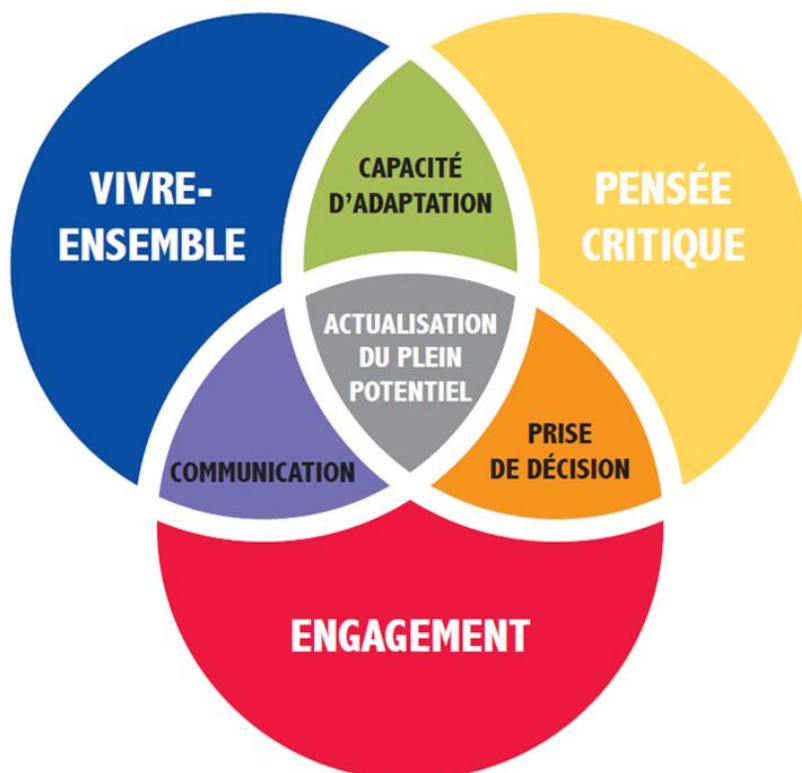 VIVRE-
ENSEMBLE
CAPACITÉ
D'ADAPTATION
PENSÉE
CRITIQUE
ACTUALISATION
DU PLEIN
POTENTIEL
COMMUNICATION
PRISE
DE DÉCISION
ENGAGEMENT